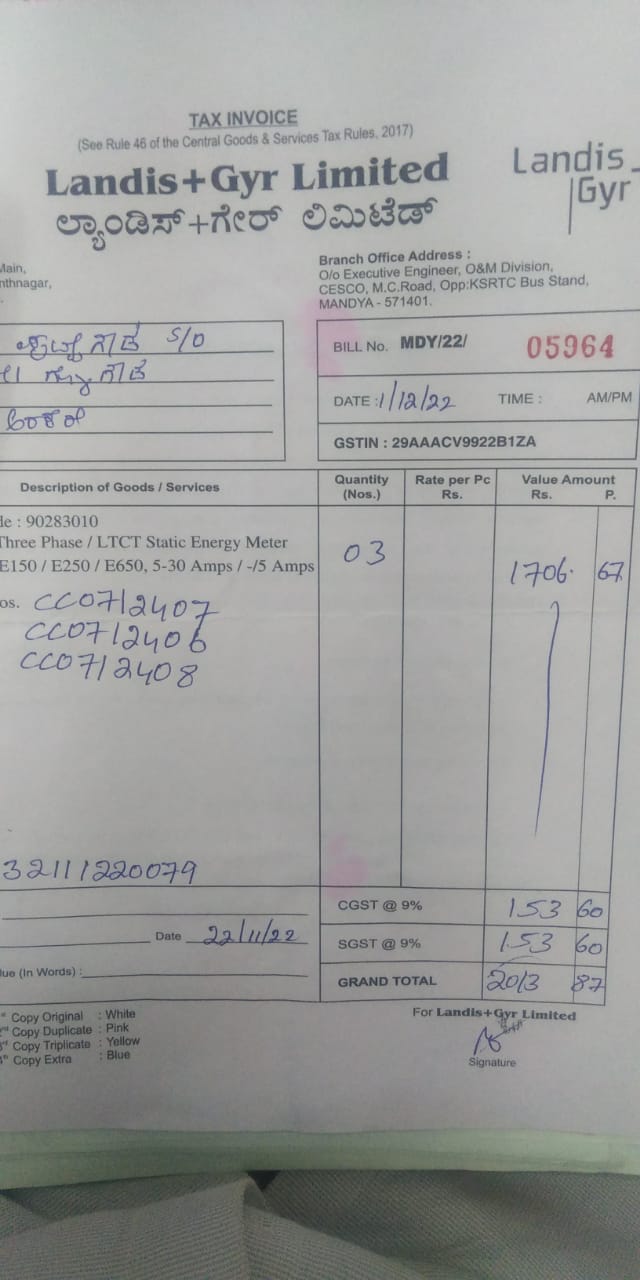 TAX INVOICE
(See Rule 46 of the Central Goods & Services Tax Rules, 2017)
Landis+Gyr Limited
ಲ್ಯಾಂಡಿಸ್+ಗೇರ್ ಲಿಮಿಟೆಡ್
Landis
Gyr
Main,
nthnagar,
Branch Office Address :
O/o Executive Engineer, O&M Division,
CESCO, M.C.Road, Opp:KSRTC Bus Stand,
MANDYA - 571401.
S/O
BILL No. MDY/22/ 05964
DATE : 1/12/22 TIME : AM/PM
GSTIN : 29AAACV9922B1ZA
Description of Goods / Services Quantity (Nos.) Rate per Pc Rs. Value Amount Rs. P.
de : 90283010
Three Phase / LTCT Static Energy Meter
E150 / E250 / E650, 5-30 Amps / -/5 Amps 03 1706. 67
os. CC0712407
CC0712406
CC0712408
32111220079
CGST @ 9% 153 60
Date 22/11/22
SGST @ 9% 153 60
lue (In Words) :
GRAND TOTAL 2013 87
Copy Original : White
Copy Duplicate : Pink
Copy Triplicate : Yellow
Copy Extra : Blue
For Landis+Gyr Limited
Signature